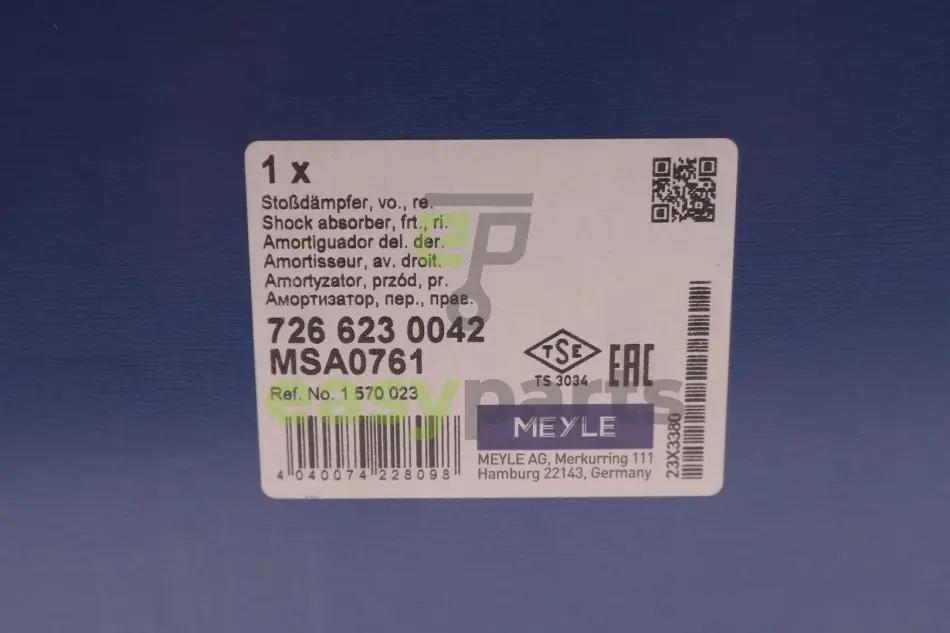 1 x
Stoßdämpfer, vo., re.
Shock absorber, frt., ri.
Amortiguador del. der.
Amortisseur, av. droit.
Amortyzator, przód, pr.
Амортизатор, пер., прав.
726 623 0042
MSA0761
Ref. No. 1 570 023
4 040074 228098
TSE
TS 3034
EAC
MEYLE
MEYLE AG, Merkurring 111
Hamburg 22143, Germany
23X3380
easyparts